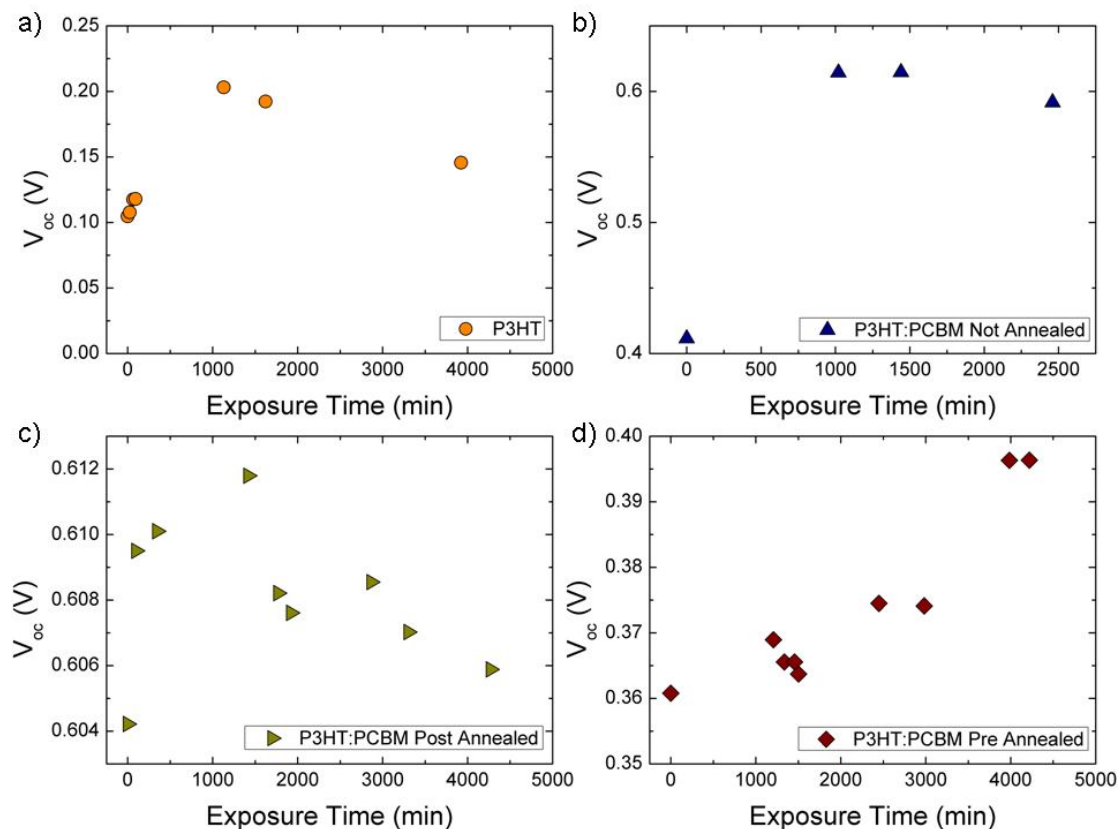 a)
0.25
0.20
0.15
0.10
0.05
0.00
V_oc (V)
P3HT
0 1000 2000 3000 4000 5000
Exposure Time (min)
b)
0.6
0.5
0.4
V_oc (V)
P3HT:PCBM Not Annealed
0 500 1000 1500 2000 2500
Exposure Time (min)
c)
0.612
0.610
0.608
0.606
0.604
V_oc (V)
P3HT:PCBM Post Annealed
0 1000 2000 3000 4000 5000
Exposure Time (min)
d)
0.40
0.39
0.38
0.37
0.36
0.35
V_oc (V)
P3HT:PCBM Pre Annealed
0 1000 2000 3000 4000 5000
Exposure Time (min)